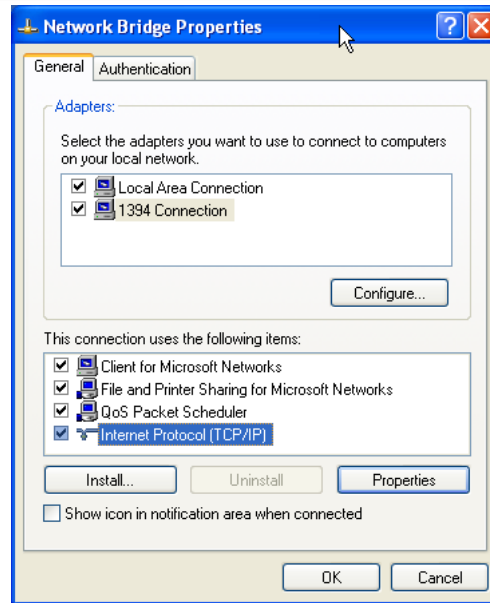 Network Bridge Properties
General Authentication
Adapters:
Select the adapters you want to use to connect to computers
on your local network.
Local Area Connection
1394 Connection
Configure...
This connection uses the following items:
Client for Microsoft Networks
File and Printer Sharing for Microsoft Networks
QoS Packet Scheduler
Internet Protocol (TCP/IP)
Install... Uninstall Properties
Show icon in notification area when connected
OK Cancel